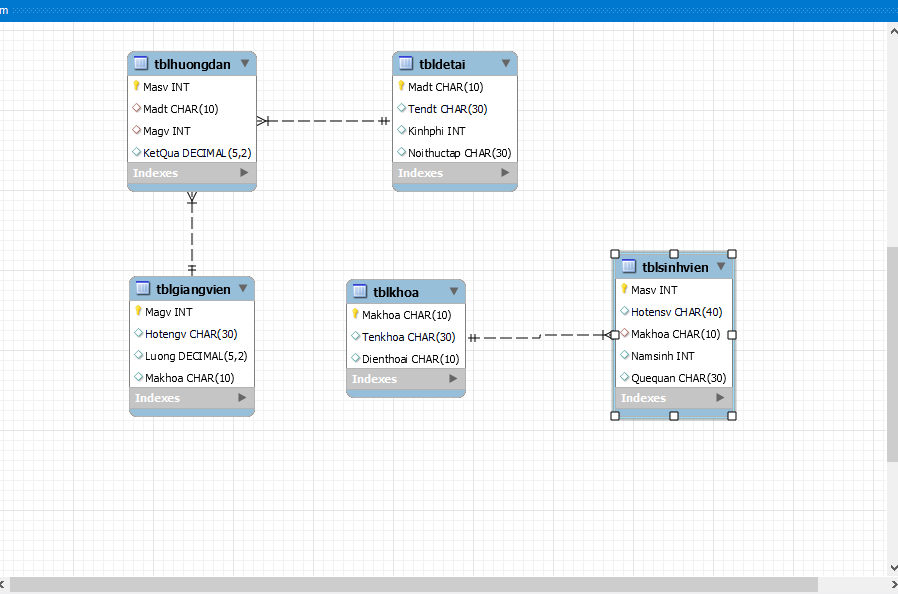 m
tblhuongdan
Masv INT
Madt CHAR(10)
Magv INT
KetQua DECIMAL(5,2)
Indexes
tbldetai
Madt CHAR(10)
Tendt CHAR(30)
Kinhphi INT
Noithuctap CHAR(30)
Indexes
tblgiangvien
Magv INT
Hotengv CHAR(30)
Luong DECIMAL(5,2)
Makhoa CHAR(10)
Indexes
tblkhoa
Makhoa CHAR(10)
Tenkhoa CHAR(30)
Dienthoai CHAR(10)
Indexes
tblsinhvien
Masv INT
Hotensv CHAR(40)
Makhoa CHAR(10)
Namsinh INT
Quequan CHAR(30)
Indexes